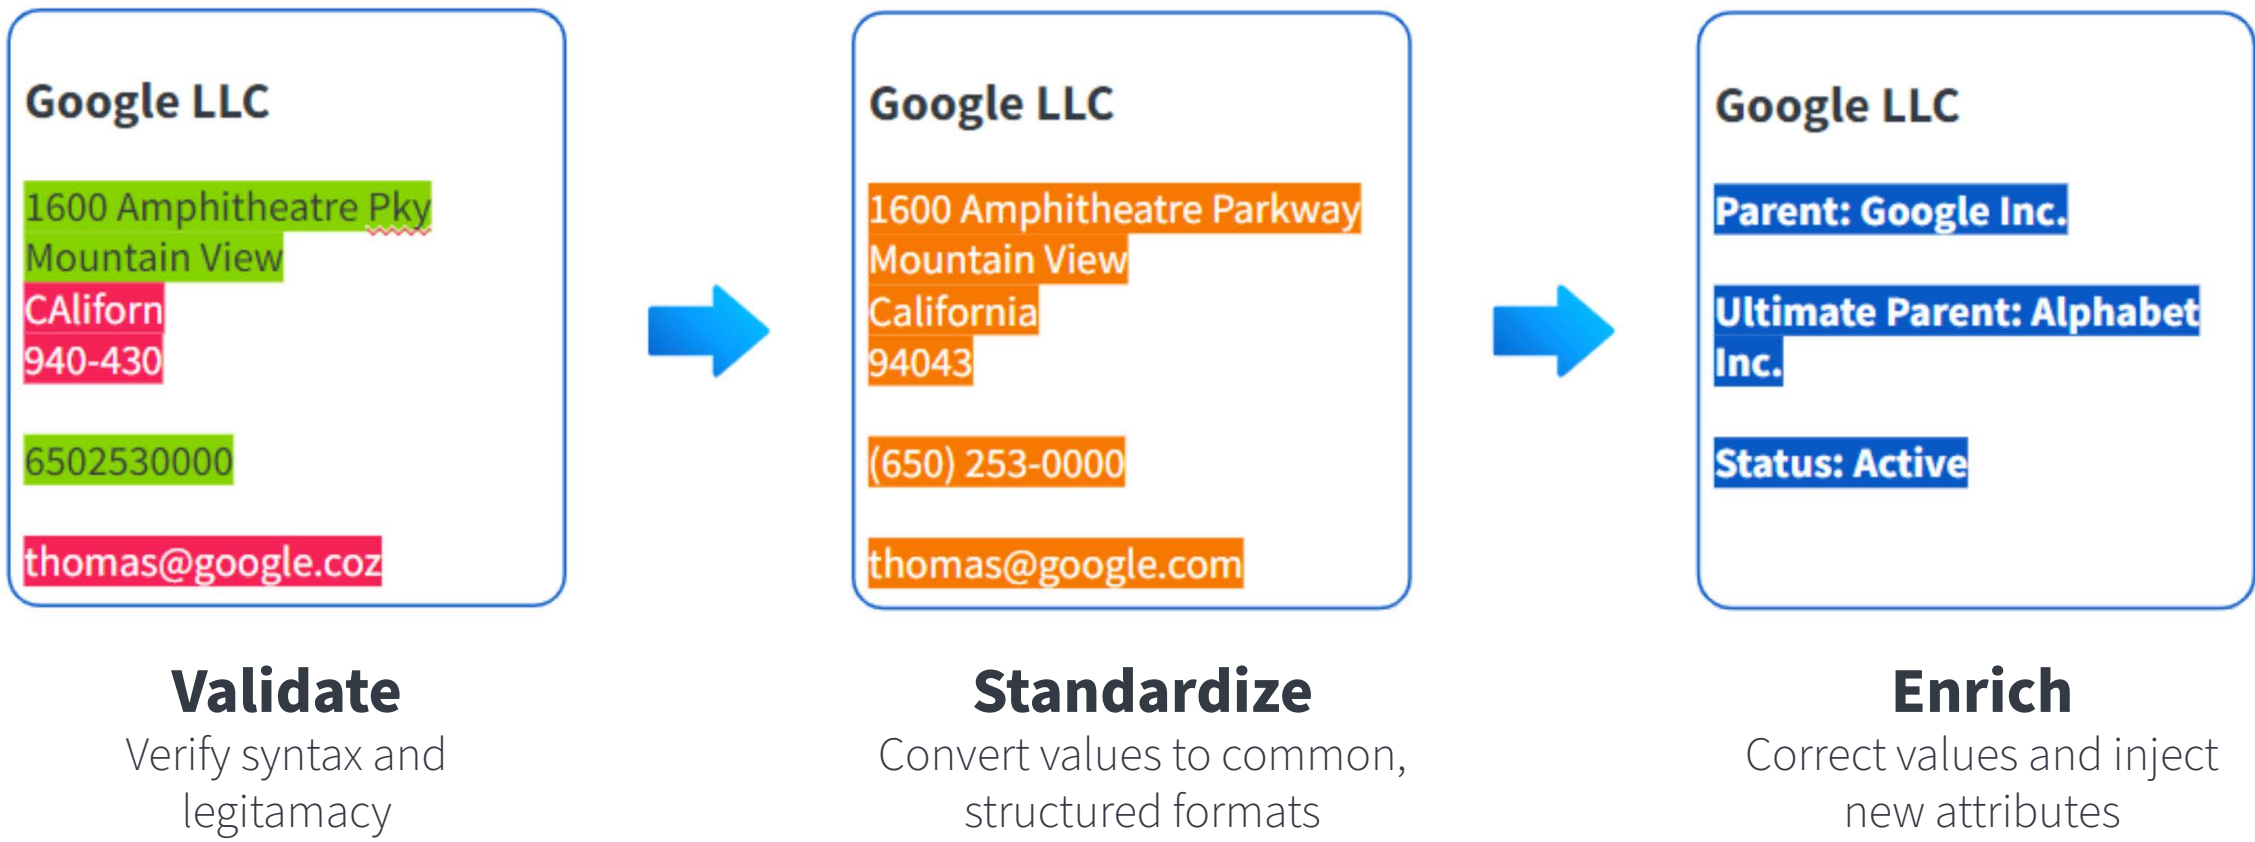 Google LLC
1600 Amphitheatre Pky
Mountain View
CAliforn
940-430
6502530000
thomas@google.coz
Validate
Verify syntax and
legitamacy
Google LLC
1600 Amphitheatre Parkway
Mountain View
California
94043
(650) 253-0000
thomas@google.com
Standardize
Convert values to common,
structured formats
Google LLC
Parent: Google Inc.
Ultimate Parent: Alphabet
Inc.
Status: Active
Enrich
Correct values and inject
new attributes